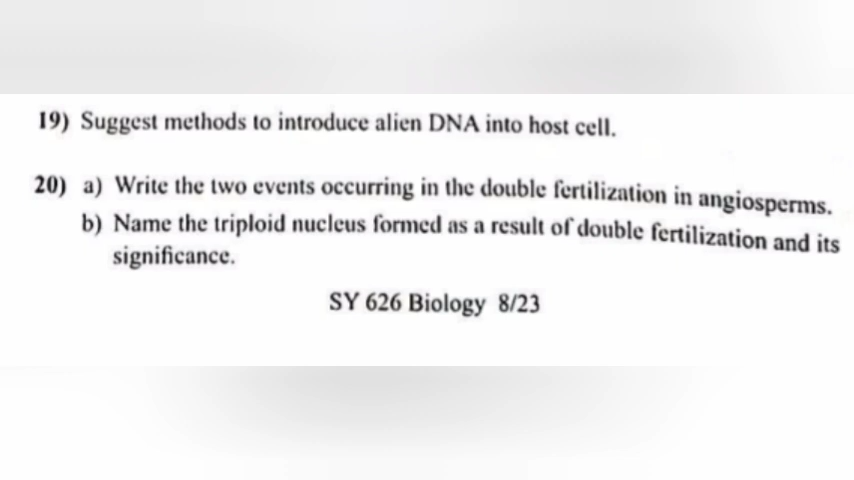 19) Suggest methods to introduce alien DNA into host cell.
20) a) Write the two events occurring in the double fertilization in angiosperms.
b) Name the triploid nucleus formed as a result of double fertilization and its
significance.
SY 626 Biology 8/23